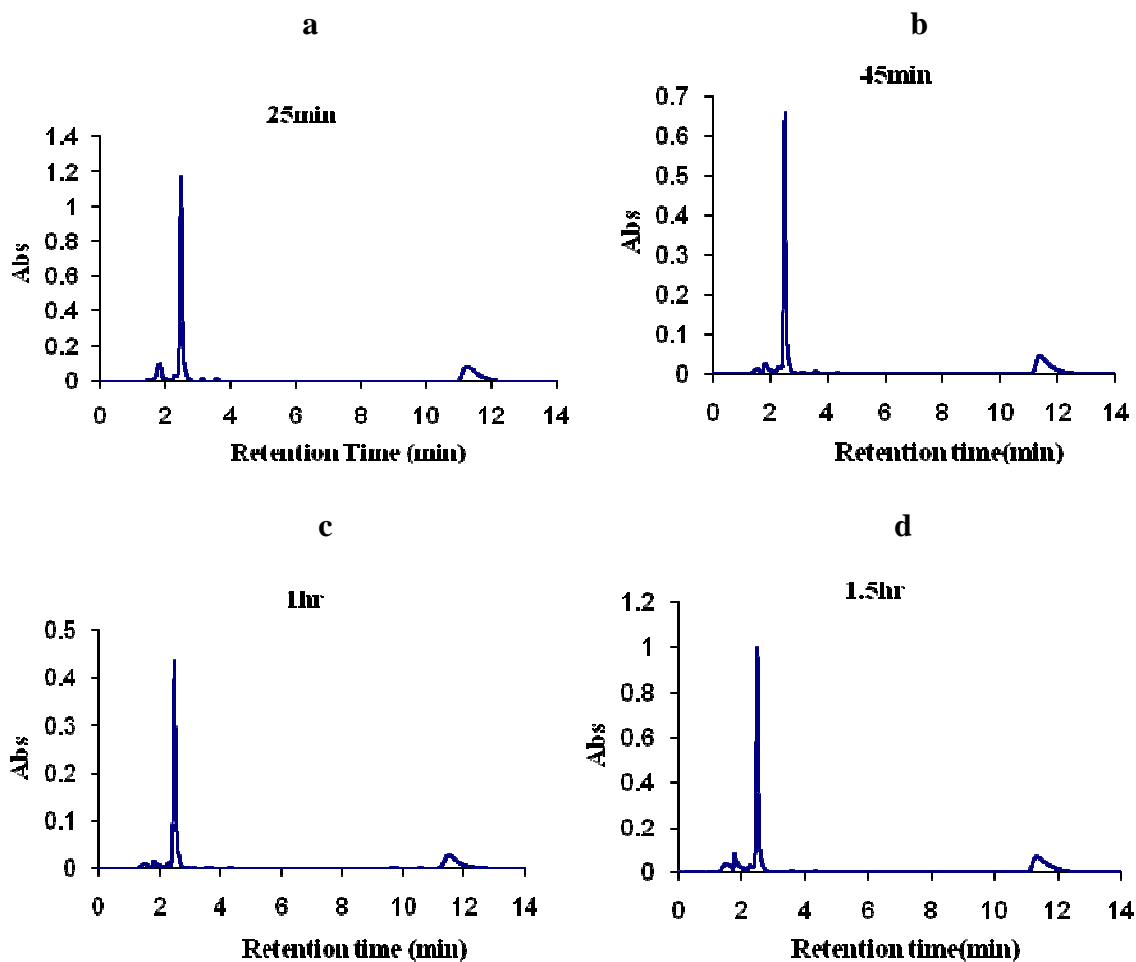 a
25min
1.4
1.2
1
0.8
0.6
0.4
0.2
0
Abs
0 2 4 6 8 10 12 14
Retention Time (min)
b
45min
0.7
0.6
0.5
0.4
0.3
0.2
0.1
0
Abs
0 2 4 6 8 10 12 14
Retention time(min)
c
1hr
0.5
0.4
0.3
0.2
0.1
0
Abs
0 2 4 6 8 10 12 14
Retention time (min)
d
1.5hr
1.2
1
0.8
0.6
0.4
0.2
0
Abs
0 2 4 6 8 10 12 14
Retention time(min)